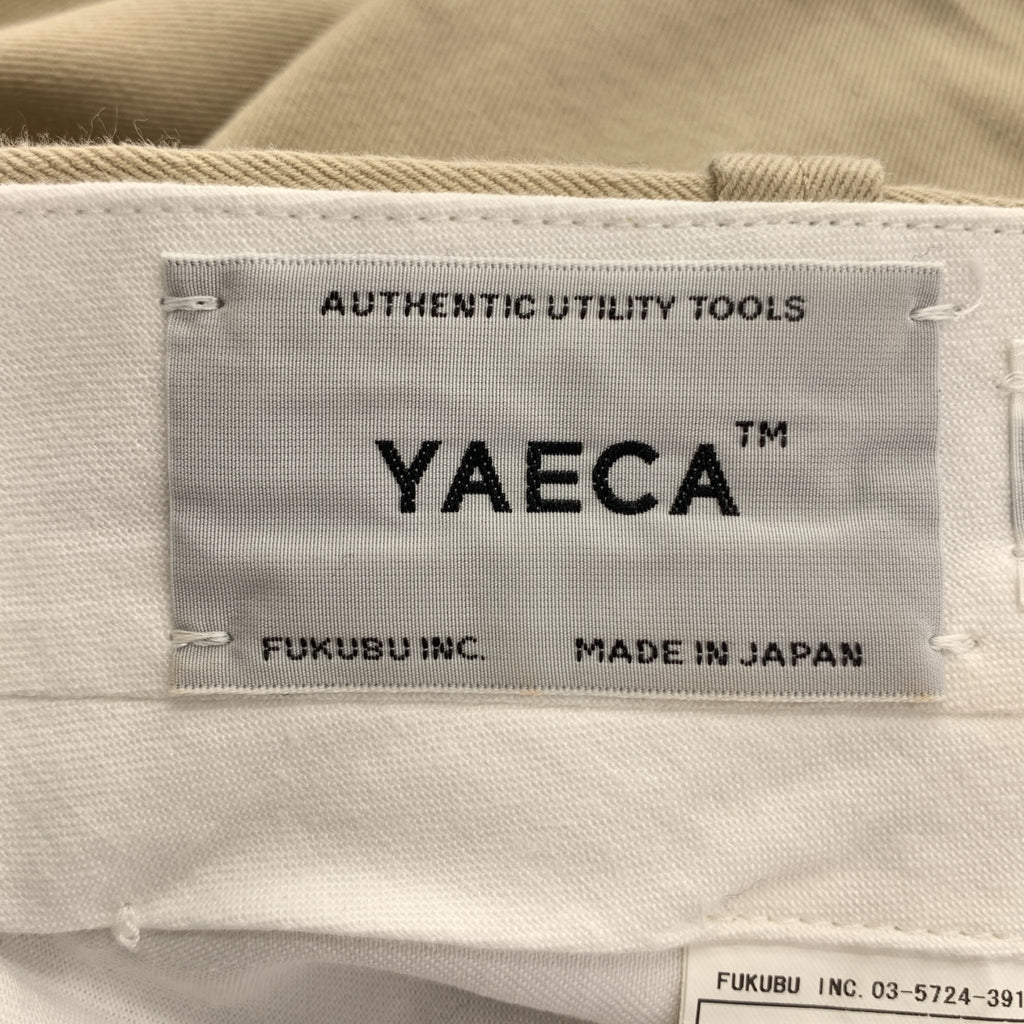 AUTHENTIC UTILITY TOOLS
YAECA™
FUKUBU INC. MADE IN JAPAN
FUKUBU INC. 03-5724-391